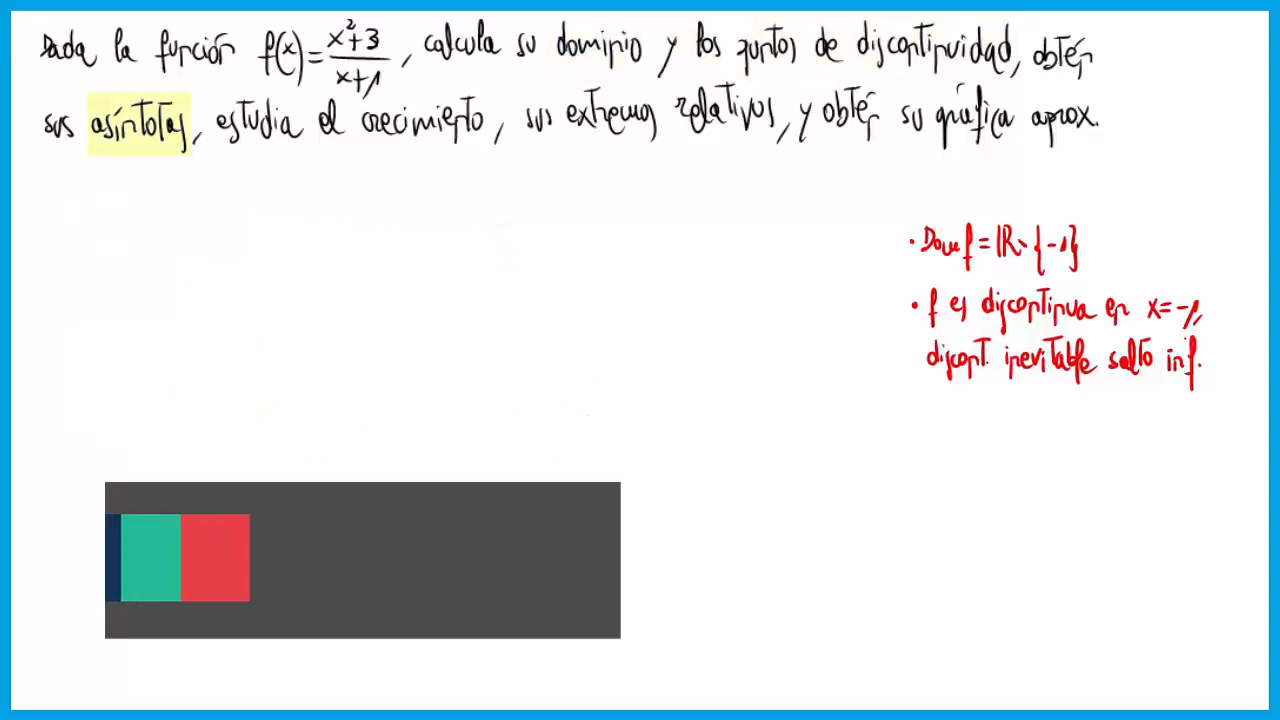 Dada la función f(x) = x²+3 / x+1, calcula su dominio y los puntos de discontinuidad, obtén
sus asíntotas, estudia el crecimiento, sus extremos relativos, y obtén su gráfica aprox.
· Dom f = ℝ∖{-1}
· f es discontinua en x=-1,
discont. inevitable salto inf.